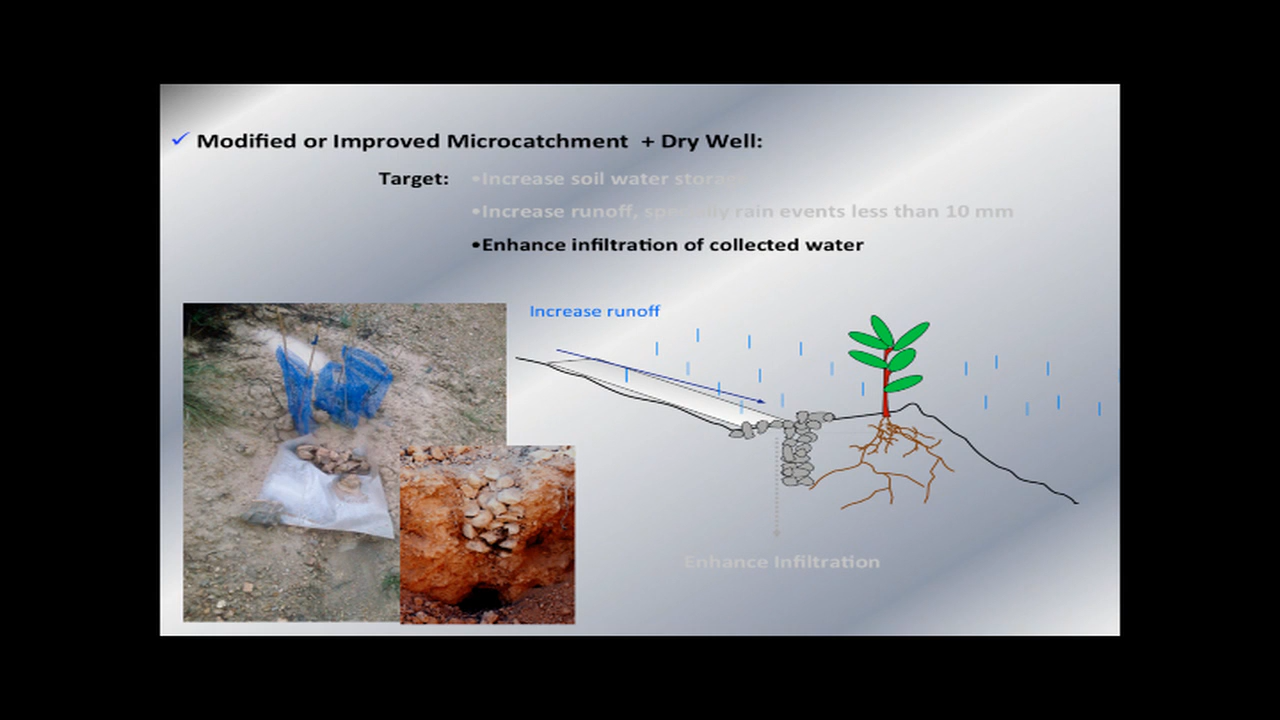 ✓ Modified or Improved Microcatchment + Dry Well:
Target: •Increase soil water storage
•Increase runoff, specially rain events less than 10 mm
•Enhance infiltration of collected water
Increase runoff
Enhance Infiltration